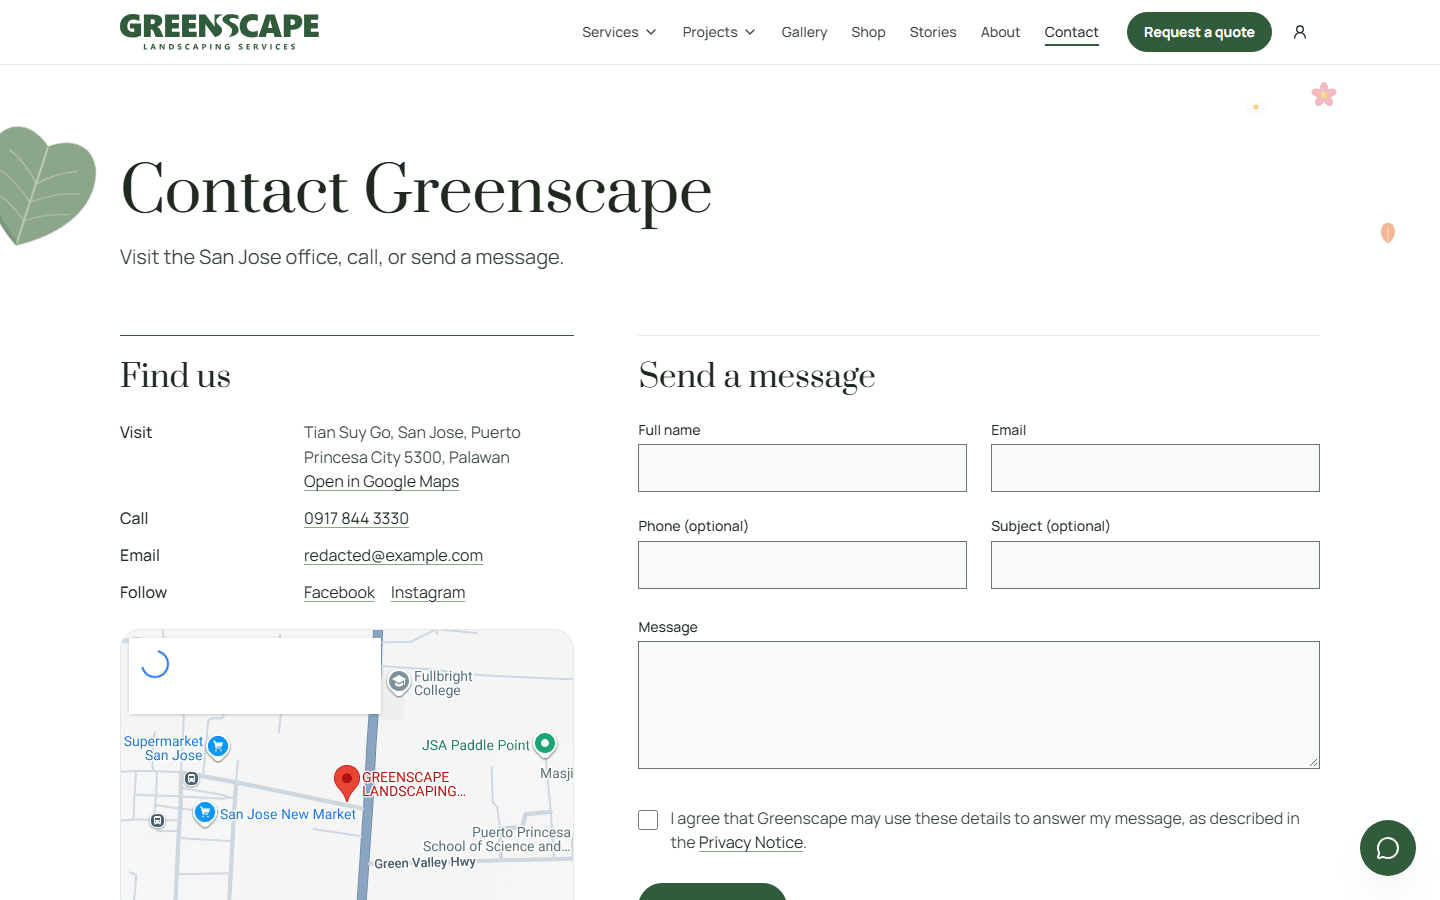 GREENSCAPE
LANDSCAPING SERVICES
Services
Projects
Gallery
Shop
Stories
About
Contact
Request a quote
Contact Greenscape
Visit the San Jose office, call, or send a message.
Find us
Visit
Tian Suy Go, San Jose, Puerto
Princesa City 5300, Palawan
Open in Google Maps
Call
0917 844 3330
Email
redacted@example.com
Follow
Facebook
Instagram
Fullbright
College
Supermarket
San Jose
JSA Paddle Point
Masji
GREENSCAPE
LANDSCAPING...
San Jose New Market
Puerto Princesa
School of Science and...
Green Valley Hwy
Send a message
Full name
Email
Phone (optional)
Subject (optional)
Message
I agree that Greenscape may use these details to answer my message, as described in
the Privacy Notice.